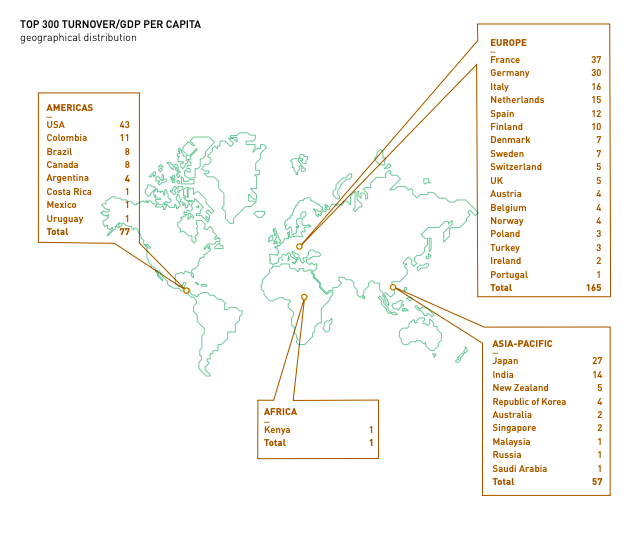 TOP 300 TURNOVER/GDP PER CAPITA
geographical distribution
AMERICAS
USA 43
Colombia 11
Brazil 8
Canada 8
Argentina 4
Costa Rica 1
Mexico 1
Uruguay 1
Total 77
EUROPE
France 37
Germany 30
Italy 16
Netherlands 15
Spain 12
Finland 10
Denmark 7
Sweden 7
Switzerland 5
UK 5
Austria 4
Belgium 4
Norway 4
Poland 3
Turkey 3
Ireland 2
Portugal 1
Total 165
AFRICA
Kenya 1
Total 1
ASIA-PACIFIC
Japan 27
India 14
New Zealand 5
Republic of Korea 4
Australia 2
Singapore 2
Malaysia 1
Russia 1
Saudi Arabia 1
Total 57